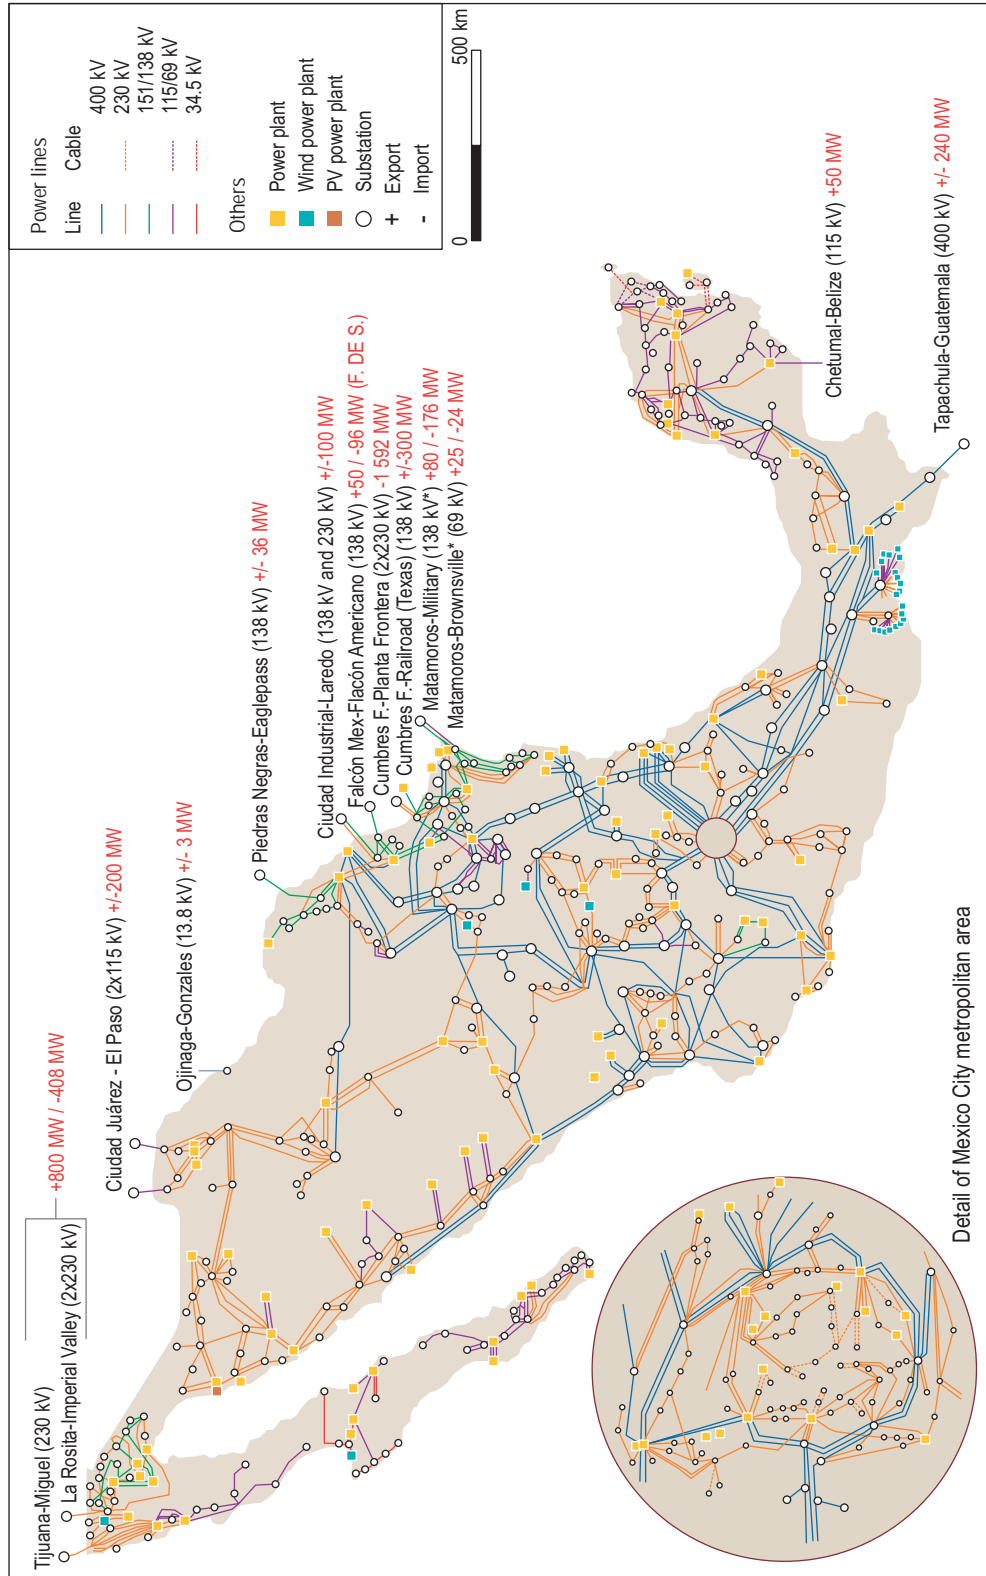 Tijuana-Miguel (230 kV)
La Rosita-Imperial Valley (2x230 kV)
+800 MW / -408 MW
Ciudad Juárez - El Paso (2x115 kV) +/-200 MW
Ojinaga-Gonzales (13.8 kV) +/- 3 MW
Piedras Negras-Eaglepass (138 kV) +/- 36 MW
Ciudad Industrial-Laredo (138 kV and 230 kV) +/-100 MW
Falcón Mex-Flacón Americano (138 kV) +50 / -96 MW (F. DE S.)
Cumbres F.-Planta Frontera (2x230 kV) -1 592 MW
Cumbres F.-Railroad (Texas) (138 kV) +/-300 MW
Matamoros-Military (138 kV*) +80 / -176 MW
Matamoros-Brownsville* (69 kV) +25 / -24 MW
Chetumal-Belize (115 kV) +50 MW
Tapachula-Guatemala (400 kV) +/- 240 MW
Power lines
Line Cable
400 kV
230 kV
151/138 kV
115/69 kV
34.5 kV
Others
Power plant
Wind power plant
PV power plant
Substation
+ Export
- Import
0 500 km
Detail of Mexico City metropolitan area